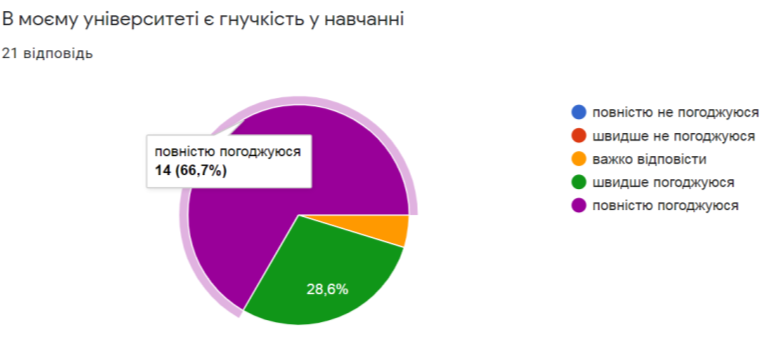 В моєму університеті є гнучкість у навчанні
21 відповідь
повністю погоджуюся
14 (66,7%)
28,6%
повністю не погоджуюся
швидше не погоджуюся
важко відповісти
швидше погоджуюся
повністю погоджуюся